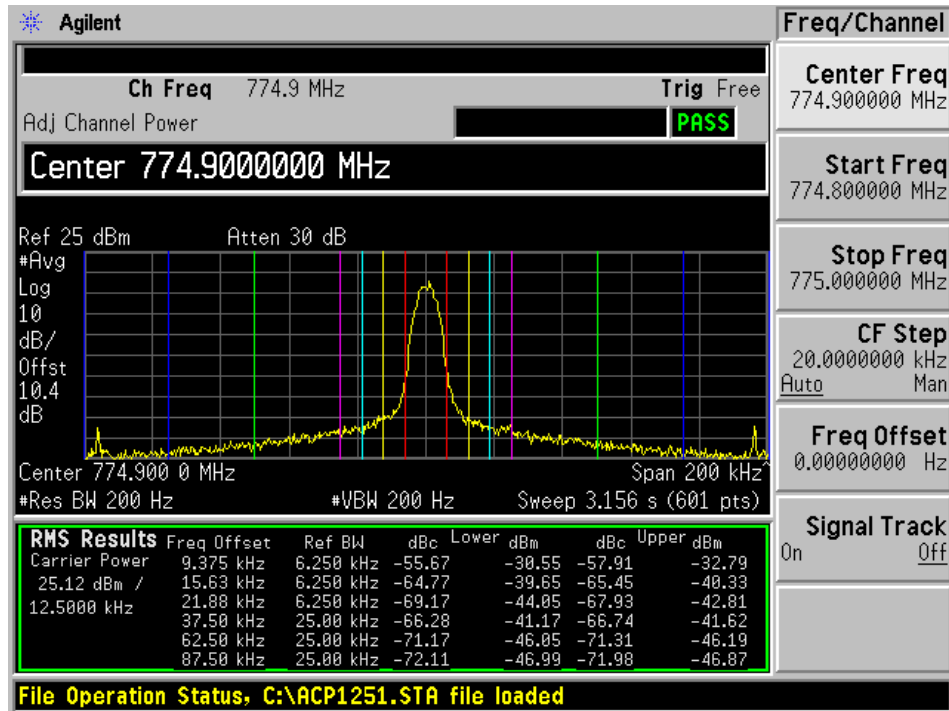 Agilent
Freq/Channel
Ch Freq 774.9 MHz Trig Free
Adj Channel Power PASS
Center 774.9000000 MHz
Ref 25 dBm Atten 30 dB
#Avg
Log
10
dB/
Offst
10.4
dB
Center 774.900 0 MHz Span 200 kHz^
#Res BW 200 Hz #VBW 200 Hz Sweep 3.156 s (601 pts)
RMS Results Freq Offset Ref BW dBc Lower dBm dBc Upper dBm
Carrier Power 9.375 kHz 6.250 kHz -55.67 -30.55 -57.91 -32.79
25.12 dBm / 15.63 kHz 6.250 kHz -64.77 -39.65 -65.45 -40.33
12.5000 kHz 21.88 kHz 6.250 kHz -69.17 -44.05 -67.93 -42.81
37.50 kHz 25.00 kHz -66.28 -41.17 -66.74 -41.62
62.50 kHz 25.00 kHz -71.17 -46.05 -71.31 -46.19
87.50 kHz 25.00 kHz -72.11 -46.99 -71.98 -46.87
File Operation Status, C:\ACP1251.STA file loaded
Center Freq
774.900000 MHz
Start Freq
774.800000 MHz
Stop Freq
775.000000 MHz
CF Step
20.0000000 kHz
Auto Man
Freq Offset
0.00000000 Hz
Signal Track
On Off